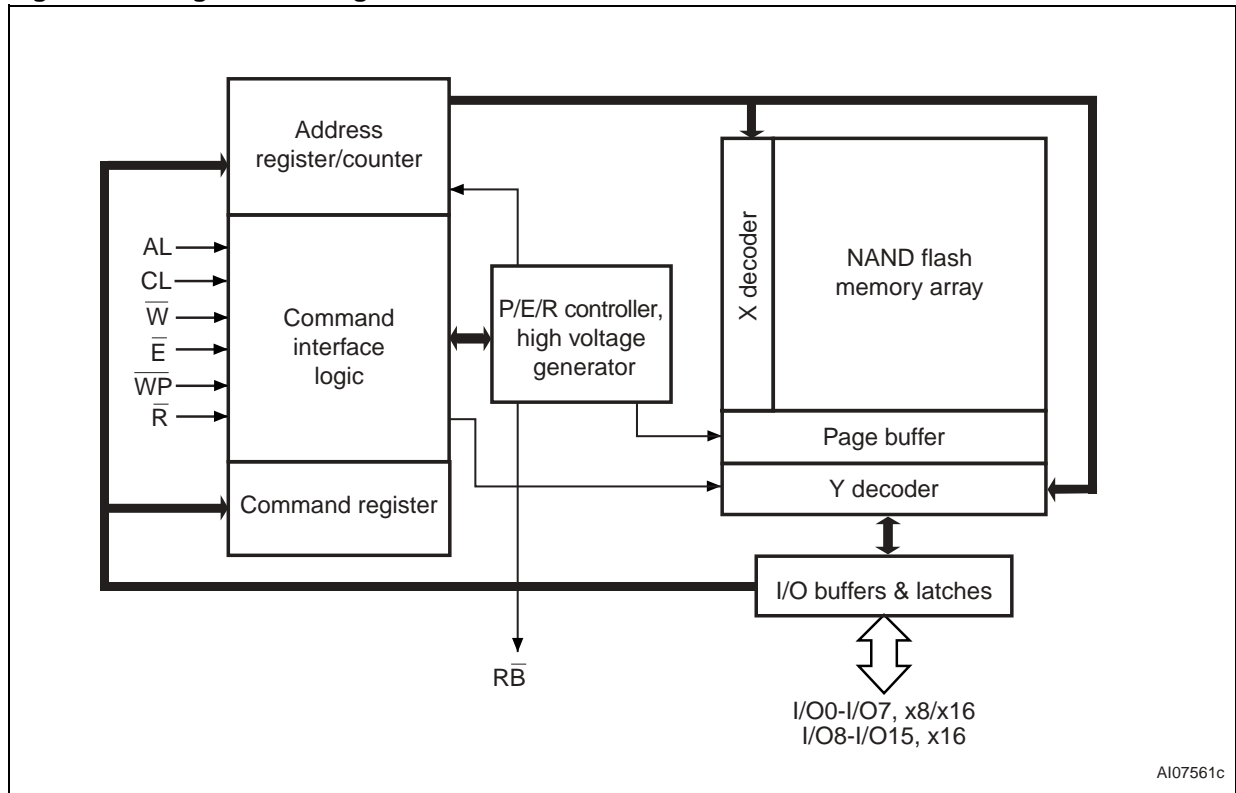 Address
register/counter
AL
CL
W̅
E̅
W̅P̅
R̅
Command
interface
logic
Command register
P/E/R controller,
high voltage
generator
RB̅
X decoder
NAND flash
memory array
Page buffer
Y decoder
I/O buffers & latches
I/O0-I/O7, x8/x16
I/O8-I/O15, x16
AI07561c